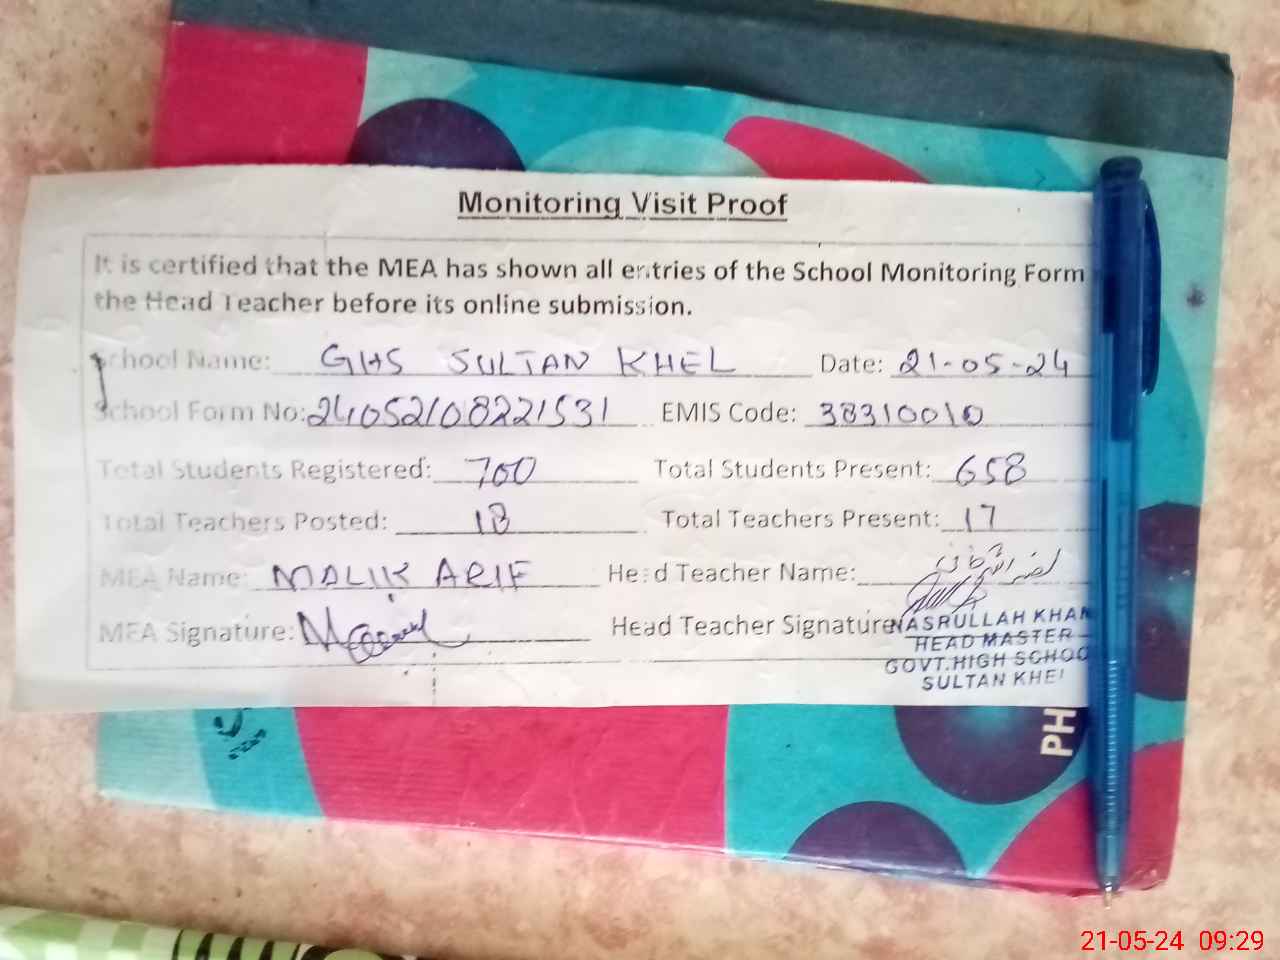 Monitoring Visit Proof
It is certified that the MEA has shown all entries of the School Monitoring Form
the Head Teacher before its online submission.
School Name: GHS SULTAN KHEL Date: 21-05-24
School Form No: 24052108221531 EMIS Code: 38310010
Total Students Registered: 700 Total Students Present: 658
Total Teachers Posted: 18 Total Teachers Present: 17
MEA Name: MALIK ARIF Head Teacher Name:
MEA Signature: Head Teacher Signature
NASRULLAH KHAN
HEAD MASTER
GOVT.HIGH SCHOO
SULTAN KHEL
PH
21-05-24 09:29